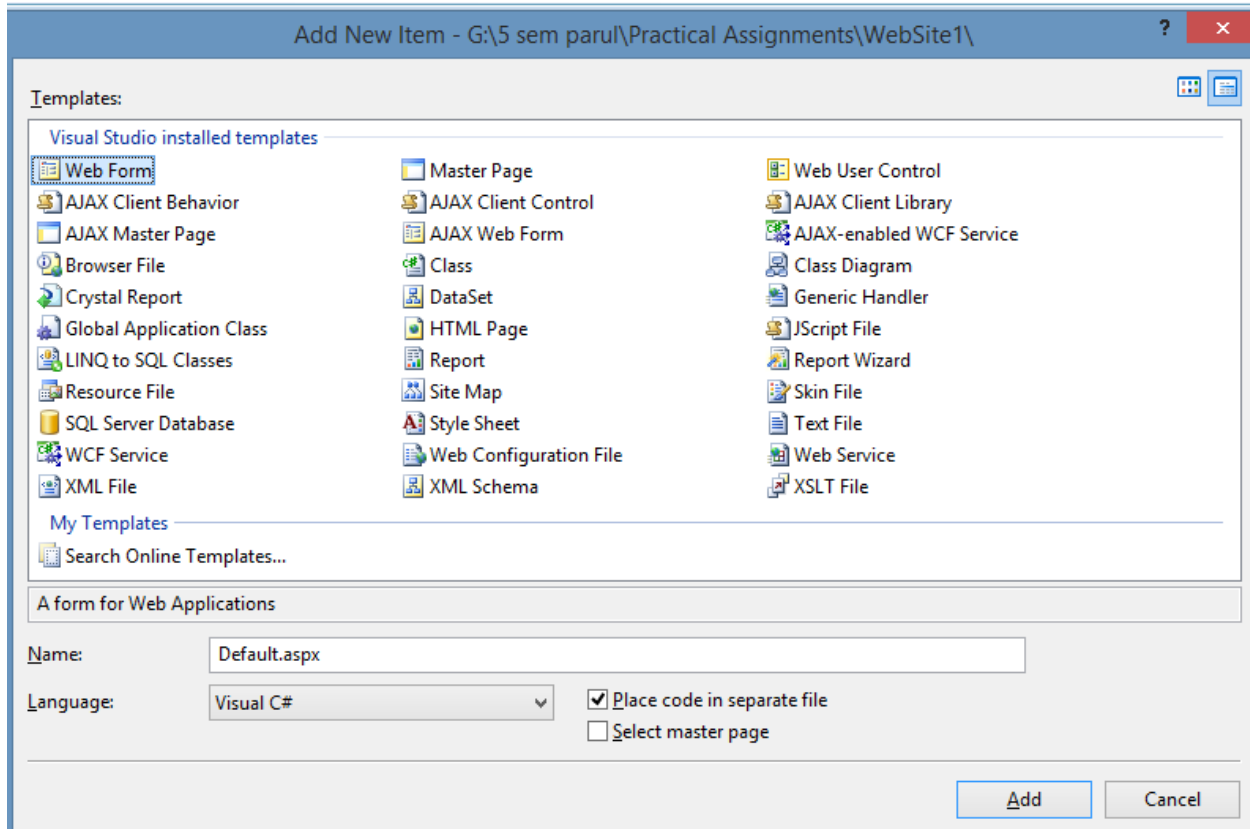 Add New Item - G:\5 sem parul\Practical Assignments\WebSite1\ ?
Templates:
Visual Studio installed templates
Web Form Master Page Web User Control
AJAX Client Behavior AJAX Client Control AJAX Client Library
AJAX Master Page AJAX Web Form AJAX-enabled WCF Service
Browser File Class Class Diagram
Crystal Report DataSet Generic Handler
Global Application Class HTML Page JScript File
LINQ to SQL Classes Report Report Wizard
Resource File Site Map Skin File
SQL Server Database Style Sheet Text File
WCF Service Web Configuration File Web Service
XML File XML Schema XSLT File
My Templates
Search Online Templates...
A form for Web Applications
Name: Default.aspx
Language: Visual C# Place code in separate file
Select master page
Add Cancel